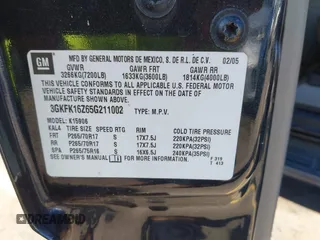 GM
MFD BY GENERAL MOTORS DE MEXICO, S. DE R.L. DE C.V. 02/05
GVWR GAWR FRT GAWR RR
3266KG(7200LB) 1633KG(3600LB) 1814KG(4000LB)
THIS VEHICLE CONFORMS TO ALL APPLICABLE U.S. FEDERAL MOTOR
VEHICLE SAFETY STANDARDS IN EFFECT ON THE DATE OF
MANUFACTURE SHOWN ABOVE.
3GKFK16Z65G211002 TYPE: M.P.V.
MODEL: K15906
TIRE SIZE SPEED RTG RIM COLD TIRE PRESSURE
FRT P265/70R17 S 17X7.5J 220KPA(32PSI)
RR P265/70R17 S 17X7.5J 220KPA(32PSI)
SPA P265/75R16 S 16X6.5J 240KPA(35PSI)
SEE OWNER'S MANUAL